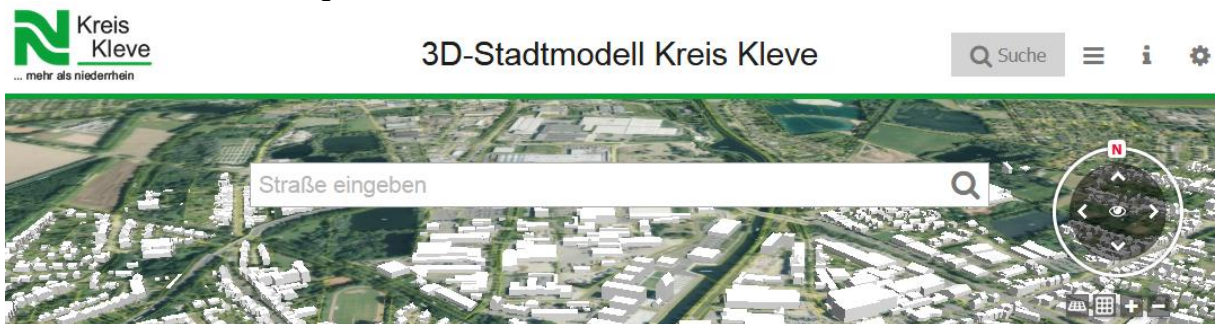 Kreis
Kleve
... mehr als niederrhein
3D-Stadtmodell Kreis Kleve
Suche
Straße eingeben
N